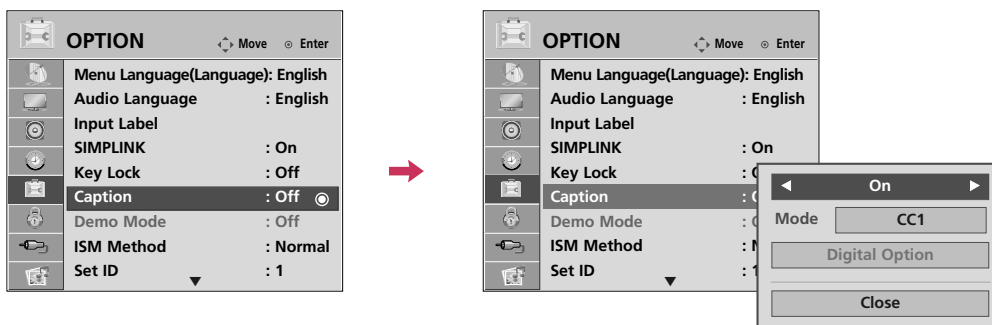 OPTION Move Enter
Menu Language(Language): English
Audio Language : English
Input Label
SIMPLINK : On
Key Lock : Off
Caption : Off
Demo Mode : Off
ISM Method : Normal
Set ID : 1
OPTION Move Enter
Menu Language(Language): English
Audio Language : English
Input Label
SIMPLINK : On
Key Lock :
Caption :
Demo Mode :
ISM Method :
Set ID : 1
On
Mode CC1
Digital Option
Close